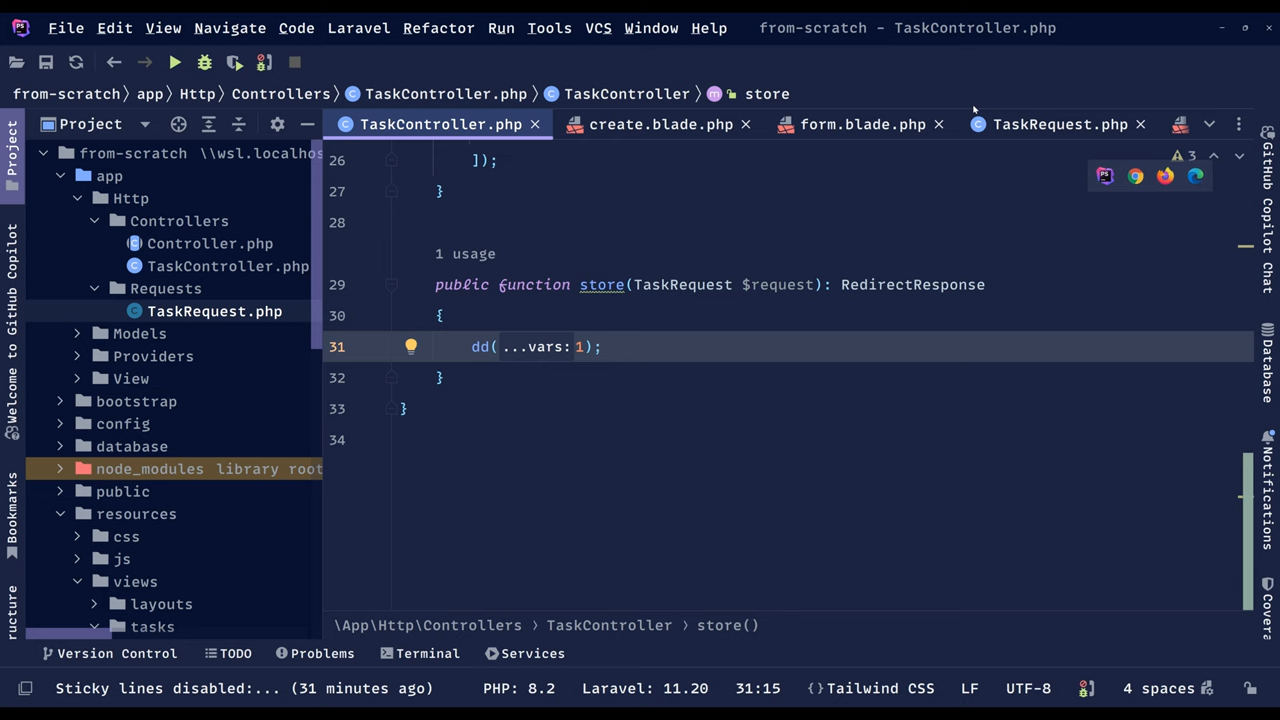 File Edit View Navigate Code Laravel Refactor Run Tools VCS Window Help from-scratch - TaskController.php
from-scratch app Http Controllers TaskController.php TaskController store
Project
TaskController.php create.blade.php form.blade.php TaskRequest.php
Project
Welcome to GitHub Copilot
Bookmarks
ructure
from-scratch \\wsl.localhos
app
Http
Controllers
Controller.php
TaskController.php
Requests
TaskRequest.php
Models
Providers
View
bootstrap
config
database
node_modules library root
public
resources
css
js
views
layouts
tasks
3
26 ]);
27 }
28
1 usage
29 public function store(TaskRequest $request): RedirectResponse
30 {
31 dd( ...vars: 1);
32 }
33 }
34
GitHub Copilot Chat
Database
Notifications
Covera
\App\Http\Controllers TaskController store()
Version Control TODO Problems Terminal Services
Sticky lines disabled:... (31 minutes ago) PHP: 8.2 Laravel: 11.20 31:15 Tailwind CSS LF UTF-8 4 spaces